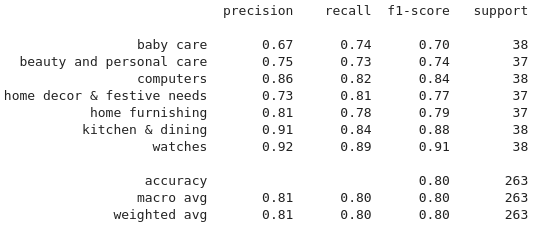 precision recall f1-score support
baby care 0.67 0.74 0.70 38
beauty and personal care 0.75 0.73 0.74 37
computers 0.86 0.82 0.84 38
home decor & festive needs 0.73 0.81 0.77 37
home furnishing 0.81 0.78 0.79 37
kitchen & dining 0.91 0.84 0.88 38
watches 0.92 0.89 0.91 38
accuracy 0.80 263
macro avg 0.81 0.80 0.80 263
weighted avg 0.81 0.80 0.80 263